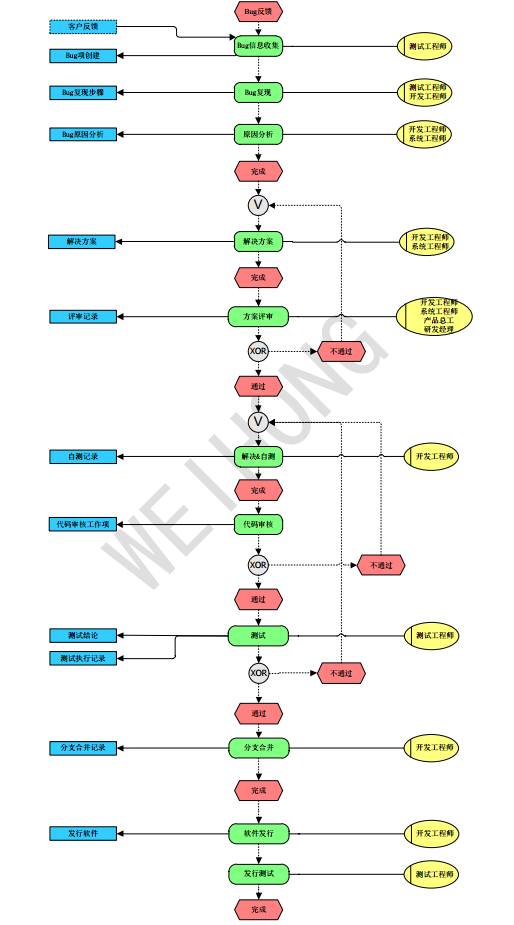 Bug反馈
客户反馈
Bug信息收集
测试工程师
Bug项创建
Bug复现步骤
Bug复现
测试工程师
开发工程师
Bug原因分析
原因分析
开发工程师
系统工程师
完成
V
解决方案
解决方案
开发工程师
系统工程师
完成
评审记录
方案评审
开发工程师
系统工程师
产品总工
研发经理
XOR
不通过
通过
V
自测记录
解决&自测
开发工程师
完成
代码审核工作项
代码审核
XOR
不通过
通过
测试结论
测试
测试工程师
测试执行记录
XOR
不通过
通过
分支合并记录
分支合并
开发工程师
完成
发行软件
软件发行
开发工程师
发行测试
测试工程师
完成
WEIHONG